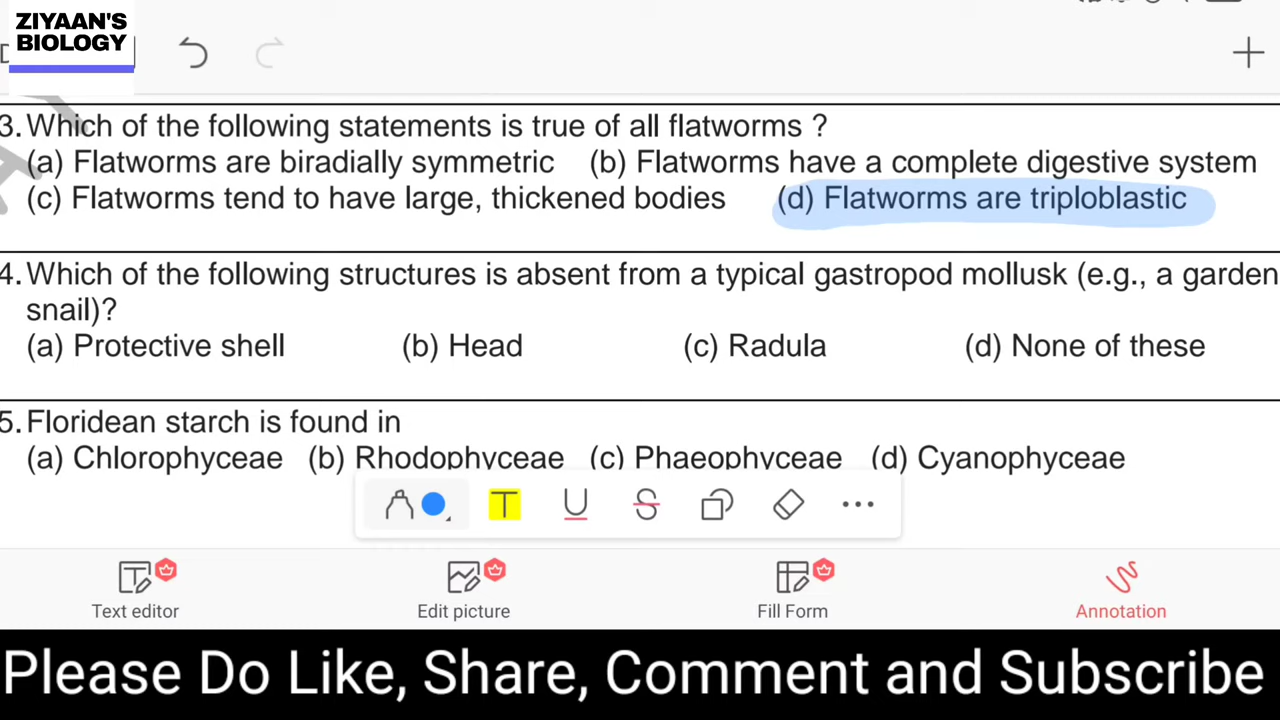 ZIYAAN'S
BIOLOGY
3. Which of the following statements is true of all flatworms ?
(a) Flatworms are biradially symmetric (b) Flatworms have a complete digestive system
(c) Flatworms tend to have large, thickened bodies (d) Flatworms are triploblastic
4. Which of the following structures is absent from a typical gastropod mollusk (e.g., a garden
snail)?
(a) Protective shell (b) Head (c) Radula (d) None of these
5. Floridean starch is found in
(a) Chlorophyceae (b) Rhodophyceae (c) Phaeophyceae (d) Cyanophyceae
Text editor Edit picture Fill Form Annotation
Please Do Like, Share, Comment and Subscribe